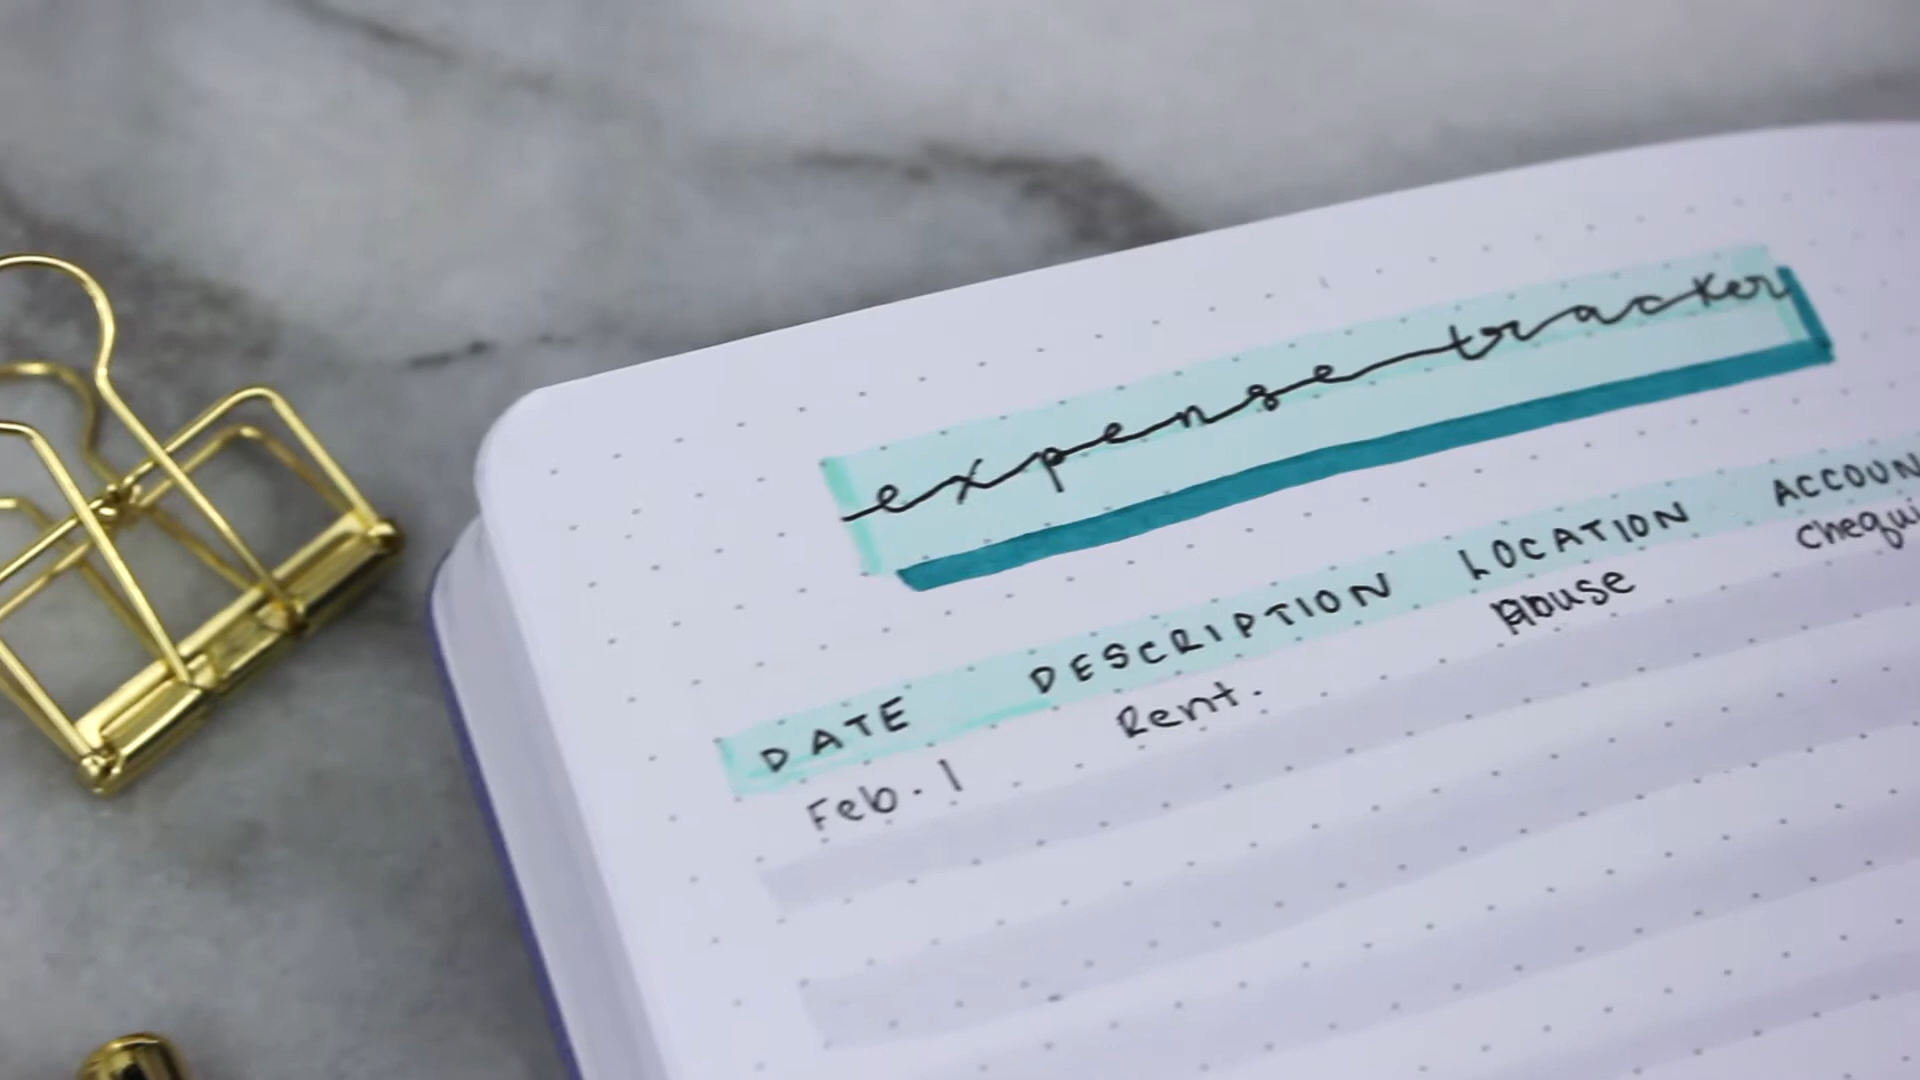 expense tracker
DATE DESCRIPTION LOCATION ACCOUN
Feb. 1 Rent. House Chequi